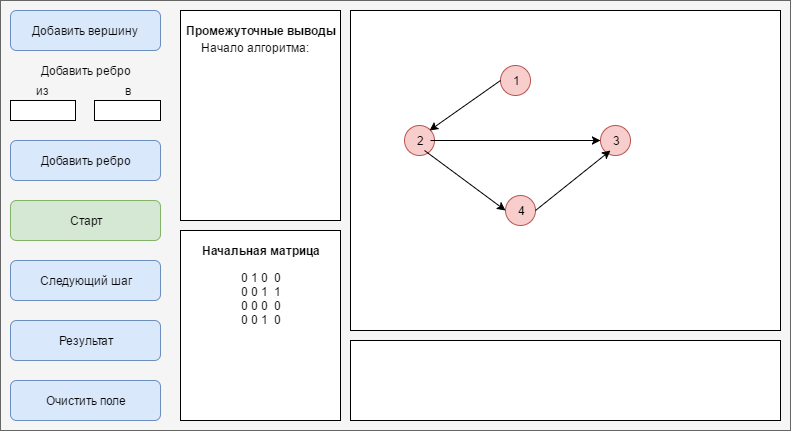 Добавить вершину
Добавить ребро
из в
Добавить ребро
Старт
Следующий шаг
Результат
Очистить поле
Промежуточные выводы
Начало алгоритма:
Начальная матрица
0 1 0 0
0 0 1 1
0 0 0 0
0 0 1 0
1
2
3
4